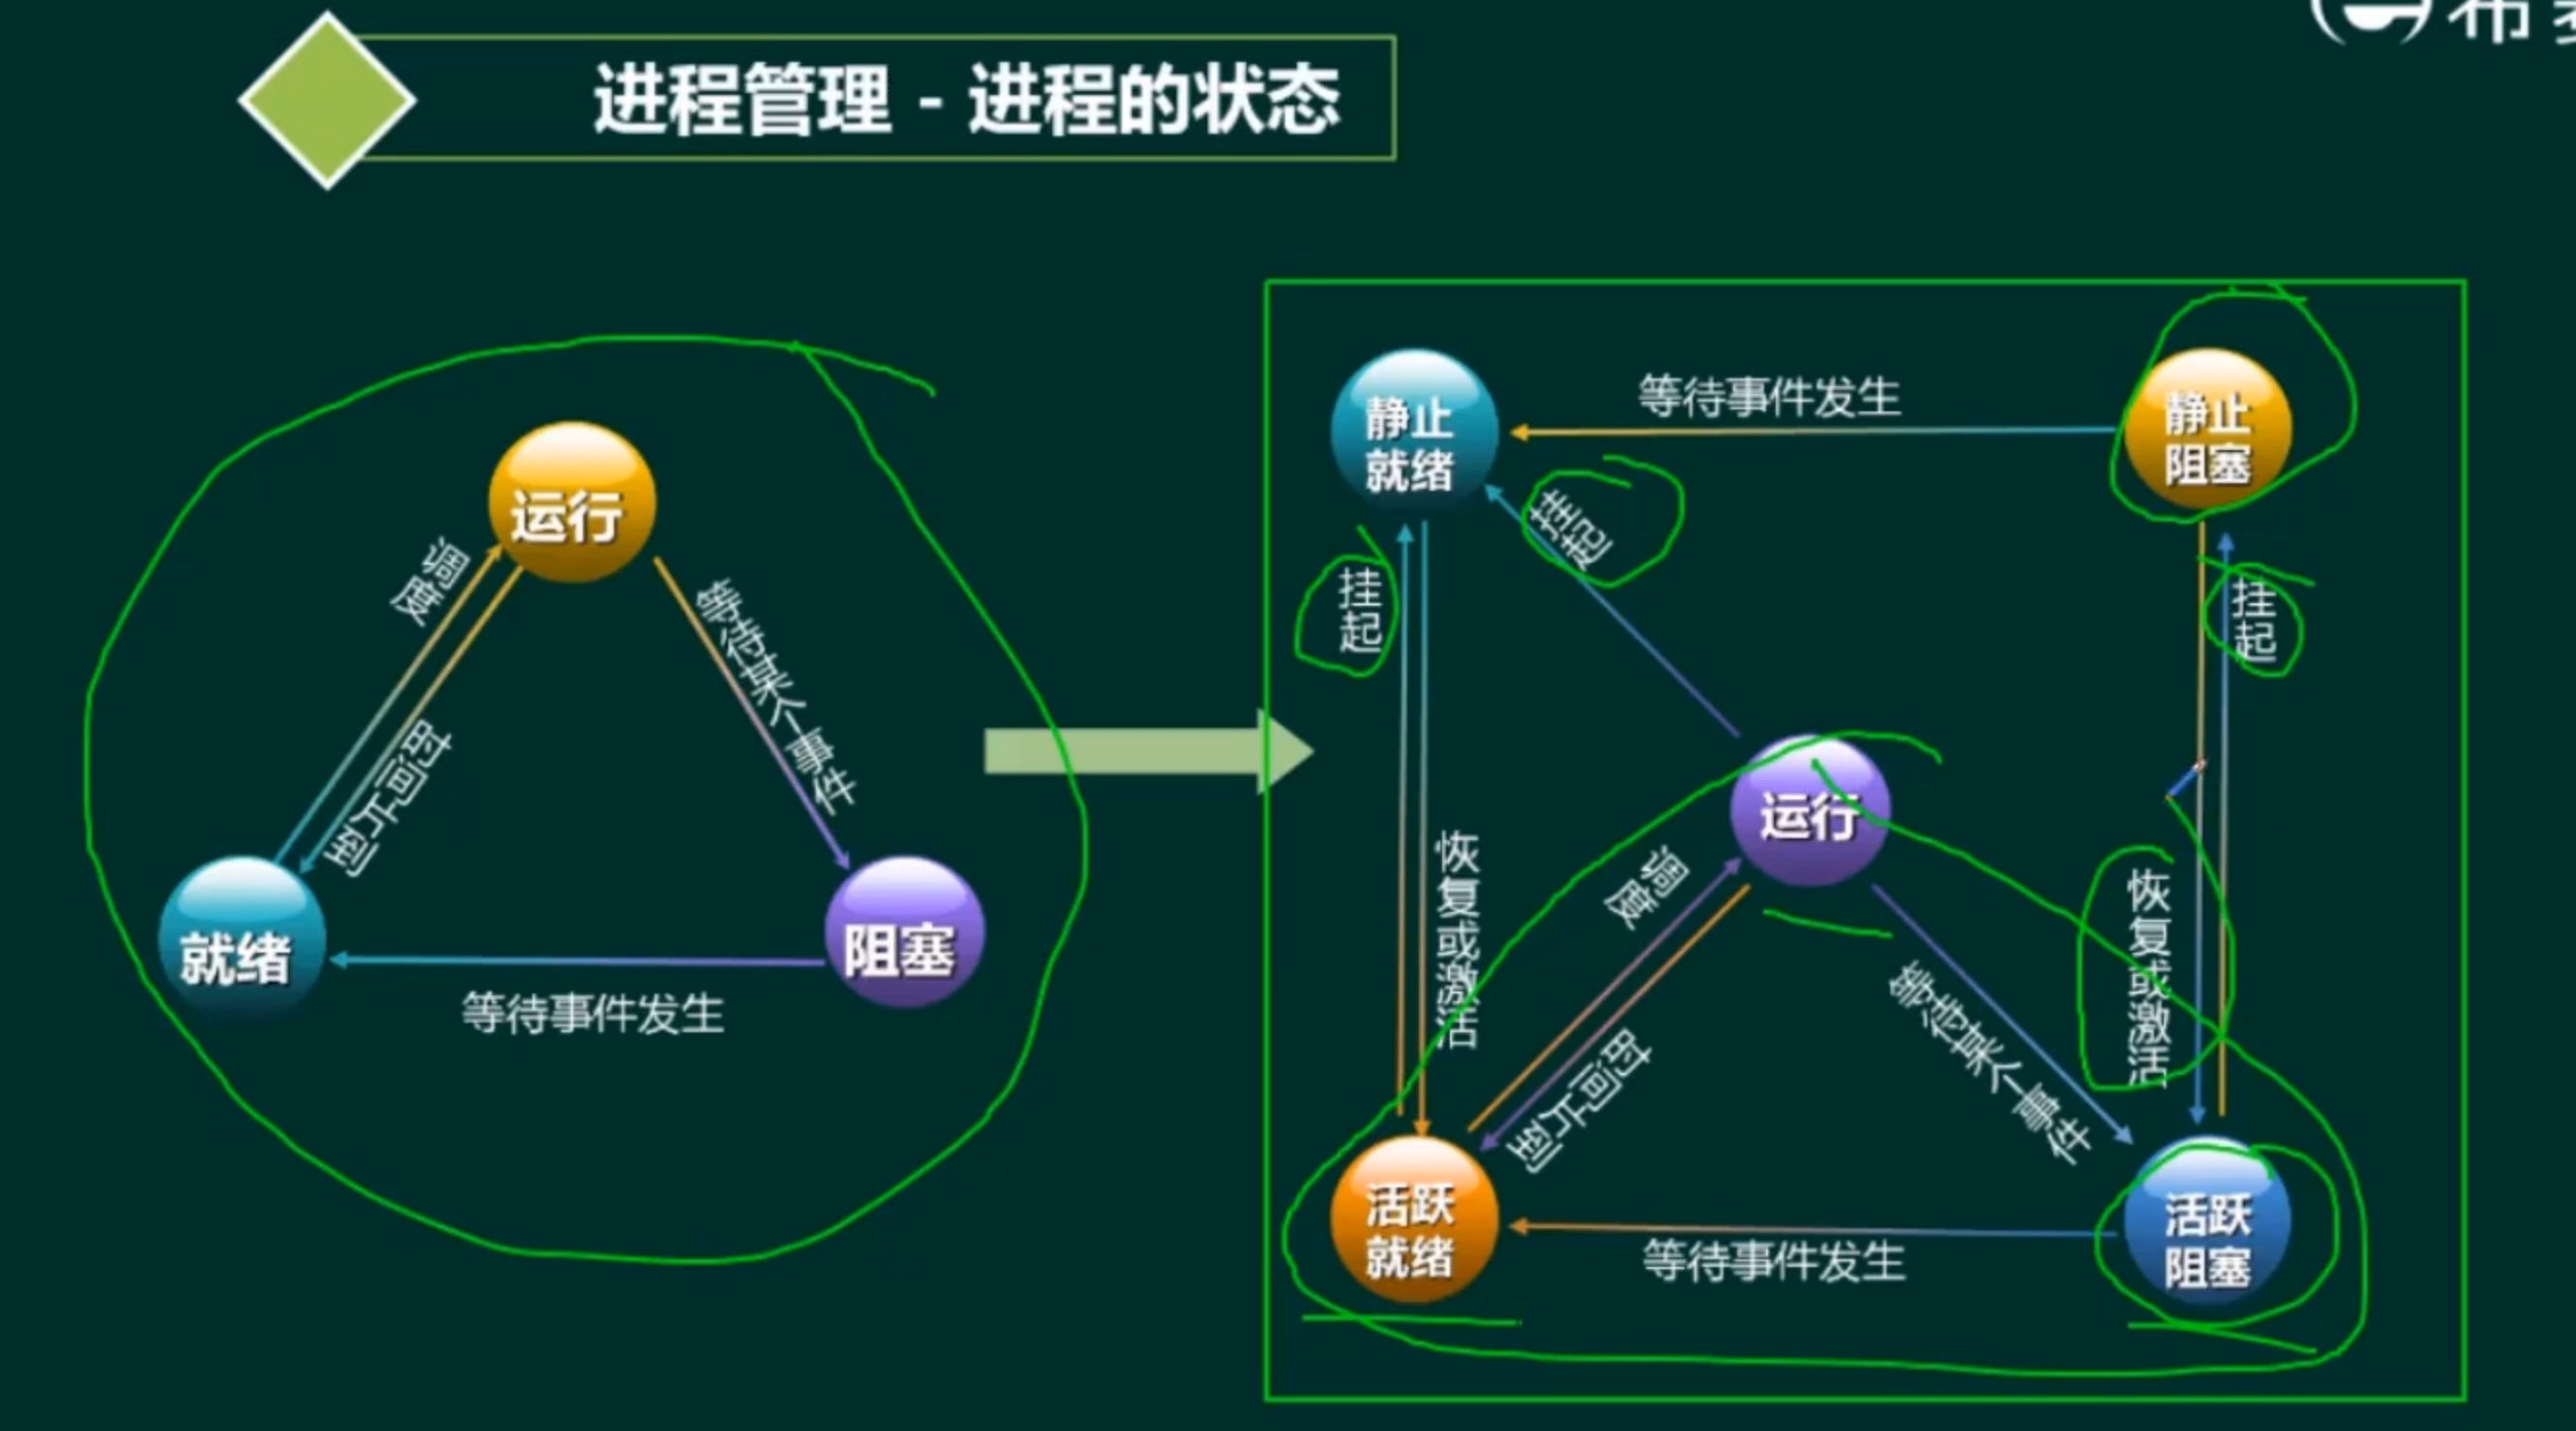 布
进程管理 - 进程的状态
运行
调度
时间片到
等待某个事件
就绪
阻塞
等待事件发生
静止
就绪
等待事件发生
静止
阻塞
挂起
挂起
挂起
运行
恢复或激活
调度
时间片到
等待某个事件
恢复或激活
活跃
就绪
等待事件发生
活跃
阻塞